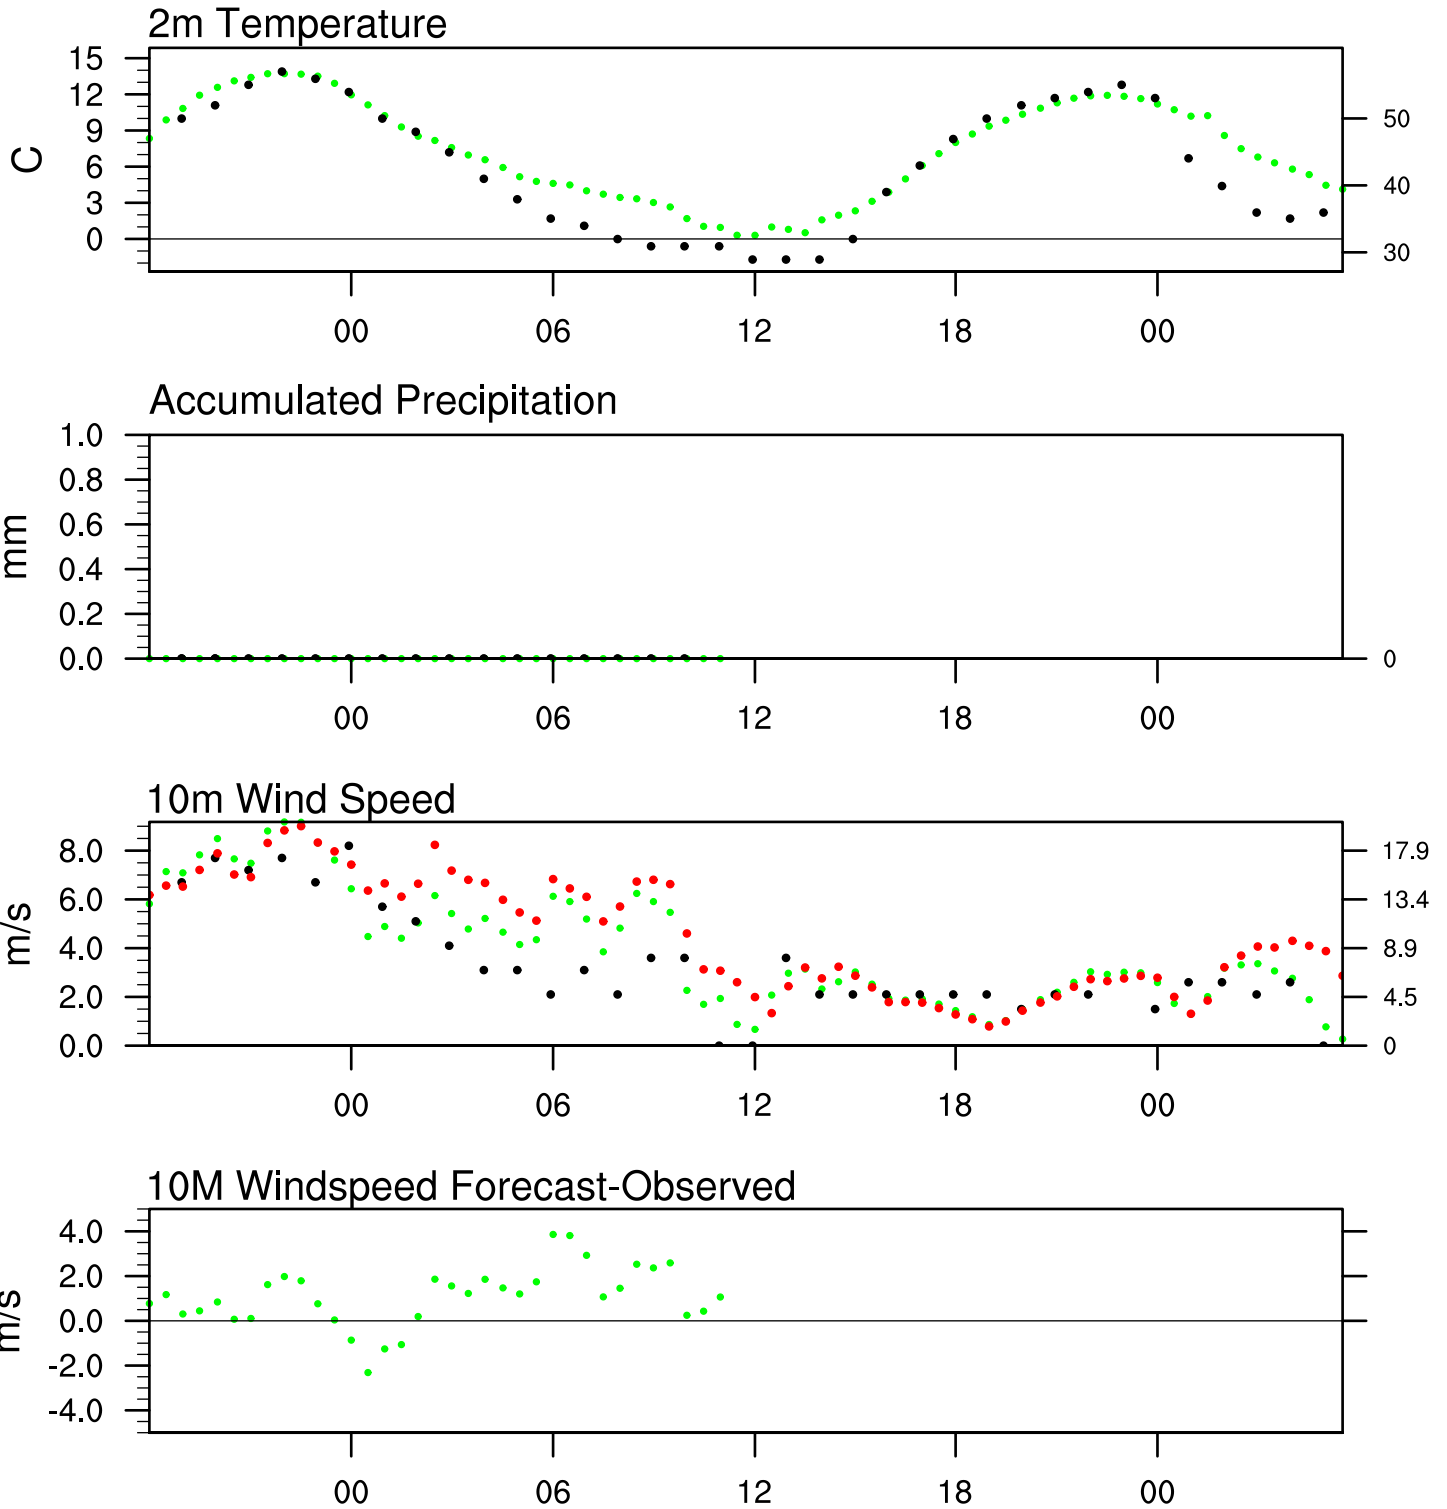 2m Temperature
15
12
9
6
3
0
C
50
40
30
00 06 12 18 00
Accumulated Precipitation
1.0
0.8
0.6
0.4
0.2
0.0
mm
0
00 06 12 18 00
10m Wind Speed
8.0
6.0
4.0
2.0
0.0
m/s
17.9
13.4
8.9
4.5
0
00 06 12 18 00
10M Windspeed Forecast-Observed
4.0
2.0
0.0
-2.0
-4.0
m/s
00 06 12 18 00